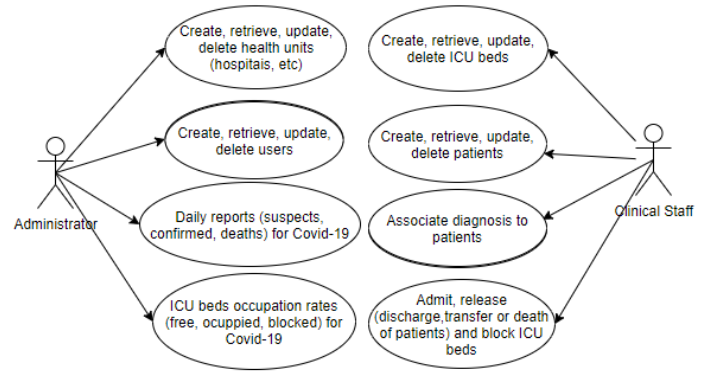 Create, retrieve, update,
delete health units
(hospitais, etc)
Create, retrieve, update,
delete ICU beds
Create, retrieve, update,
delete users
Create, retrieve, update,
delete patients
Administrator
Clinical Staff
Daily reports (suspects,
confirmed, deaths) for Covid-19
Associate diagnosis to
patients
ICU beds occupation rates
(free, ocuppied, blocked) for
Covid-19
Admit, release
(discharge,transfer or death
of patients) and block ICU
beds